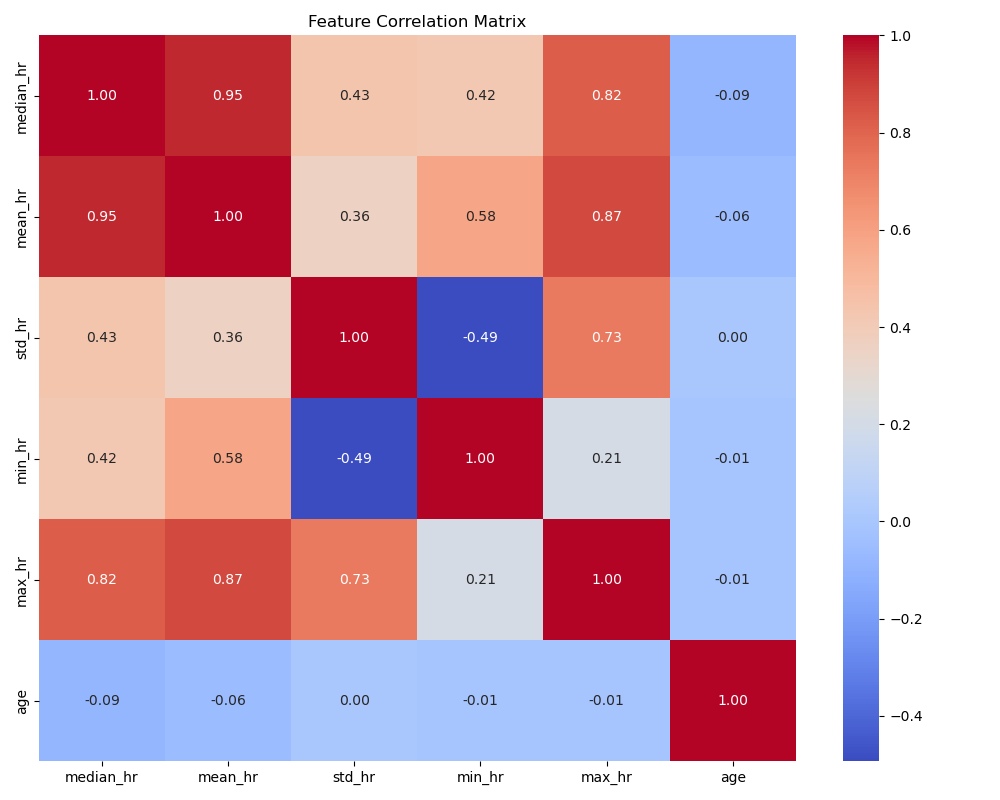 Feature Correlation Matrix
median_hr 1.00 0.95 0.43 0.42 0.82 -0.09
mean_hr 0.95 1.00 0.36 0.58 0.87 -0.06
std_hr 0.43 0.36 1.00 -0.49 0.73 0.00
min_hr 0.42 0.58 -0.49 1.00 0.21 -0.01
max_hr 0.82 0.87 0.73 0.21 1.00 -0.01
age -0.09 -0.06 0.00 -0.01 -0.01 1.00
median_hr mean_hr std_hr min_hr max_hr age
1.0
0.8
0.6
0.4
0.2
0.0
−0.2
−0.4